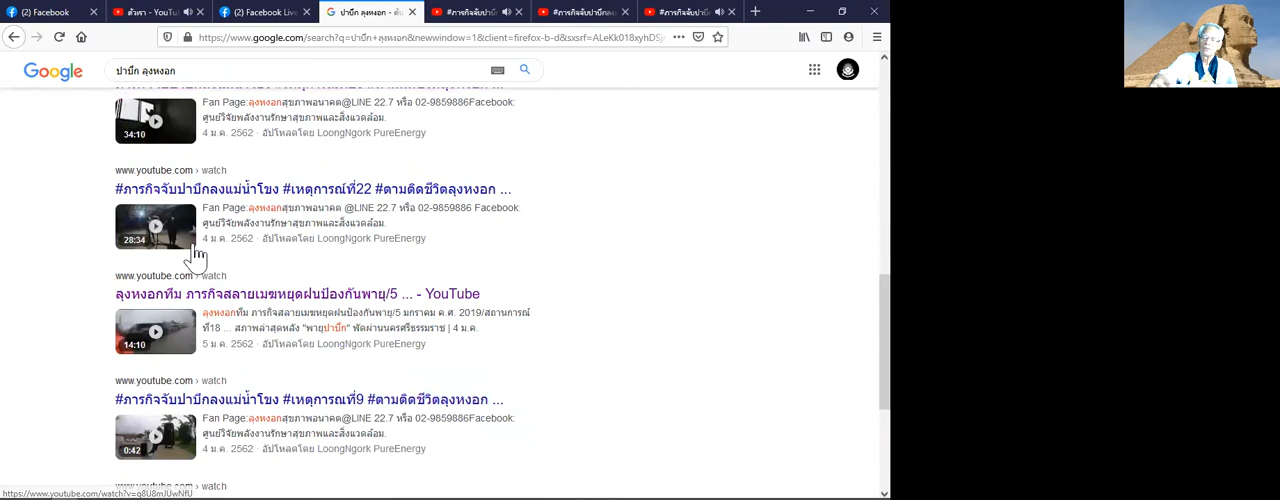 (2) Facebook
ตัวเรา - YouTu
(2) Facebook Live
ปาบึก ลุงหงอก - ค้น
#ภารกิจจับปาบึก
#ภารกิจจับปาบึกลง
#ภารกิจจับปาบึก
https://www.google.com/search?q=ปาบึก+ลุงหงอก&newwindow=1&client=firefox-b-d&sxsrf=ALeKk018xyhDSj
Google
ปาบึก ลุงหงอก
34:10
Fan Page:ลุงหงอกสุขภาพอนาคต@LINE 22.7 หรือ 02-9859886Facebook:
ศูนย์วิจัยพลังงานรักษาสุขภาพและสิ่งแวดล้อม.
4 ม.ค. 2562 · อัปโหลดโดย LoongNgork PureEnergy
www.youtube.com › watch
#ภารกิจจับปาบึกลงแม่น้ำโขง #เหตุการณ์ที่22 #ตามติดชีวิตลุงหงอก ...
28:34
Fan Page:ลุงหงอกสุขภาพอนาคต @LINE 22.7 หรือ 02-9859886 Facebook:
ศูนย์วิจัยพลังงานรักษาสุขภาพและสิ่งแวดล้อม.
4 ม.ค. 2562 · อัปโหลดโดย LoongNgork PureEnergy
www.youtube.com › watch
ลุงหงอกทีม ภารกิจสลายเมฆหยุดฝนป้องกันพายุ/5 ... - YouTube
14:10
ลุงหงอกทีม ภารกิจสลายเมฆหยุดฝนป้องกันพายุ/5 มกราคม ค.ศ. 2019/สถานการณ์
ที่18 ... สภาพล่าสุดหลัง "พายุปาบึก" พัดผ่านนครศรีธรรมราช | 4 ม.ค.
5 ม.ค. 2562 · อัปโหลดโดย LoongNgork PureEnergy
www.youtube.com › watch
#ภารกิจจับปาบึกลงแม่น้ำโขง #เหตุการณที่9 #ตามติดชีวิตลุงหงอก ...
0:42
Fan Page:ลุงหงอกสุขภาพอนาคต@LINE 22.7 หรือ 02-9859886Facebook:
ศูนย์วิจัยพลังงานรักษาสุขภาพและสิ่งแวดล้อม.
4 ม.ค. 2562 · อัปโหลดโดย LoongNgork PureEnergy
www.youtube.com › watch
https://www.youtube.com/watch?v=q8U8mJUwNfU